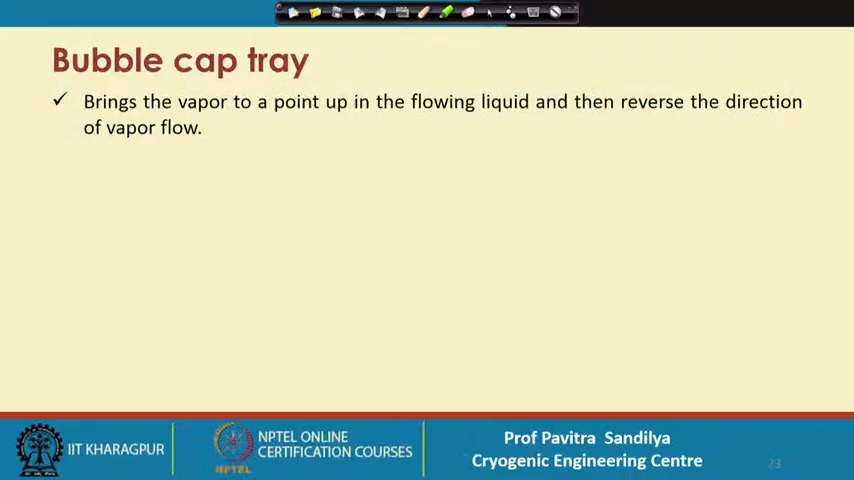 Bubble cap tray
✓ Brings the vapor to a point up in the flowing liquid and then reverse the direction
of vapor flow.
IIT KHARAGPUR
NPTEL
NPTEL ONLINE
CERTIFICATION COURSES
Prof Pavitra Sandilya
Cryogenic Engineering Centre
23